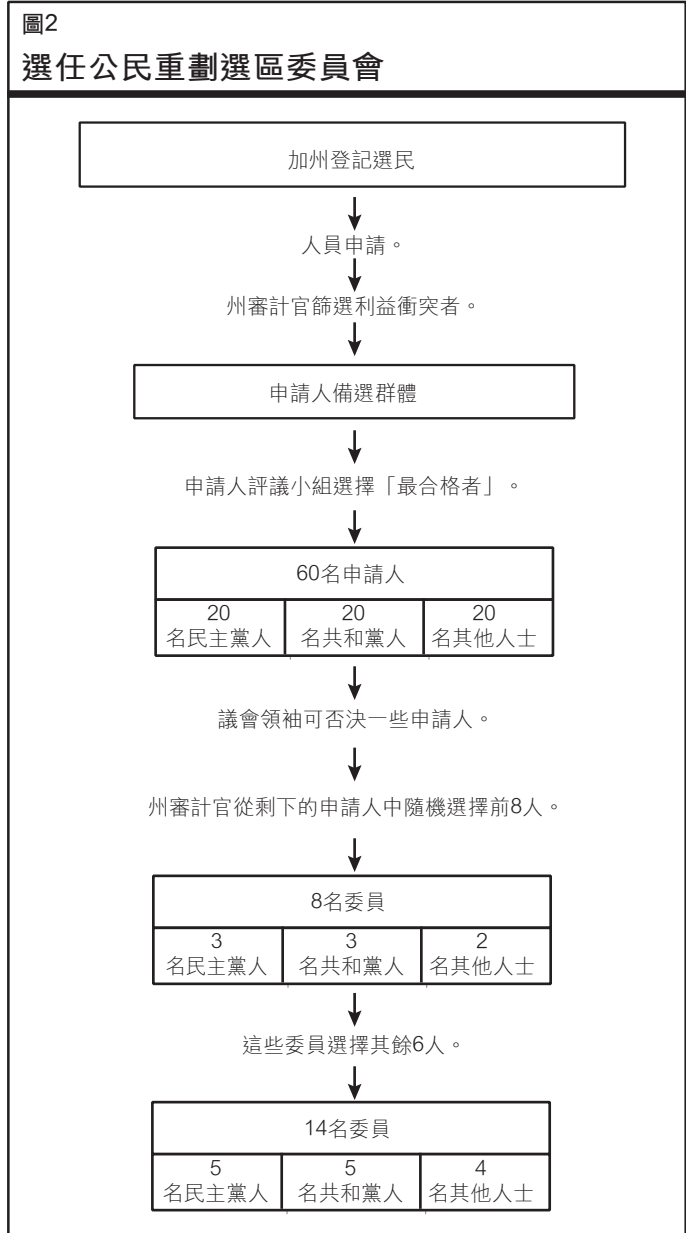 圖2
選任公民重劃選區委員會
加州登記選民
人員申請。
州審計官篩選利益衝突者。
申請人備選群體
申請人評議小組選擇「最合格者」。
60名申請人
20 20 20
名民主黨人 名共和黨人 名其他人士
議會領袖可否決一些申請人。
州審計官從剩下的申請人中隨機選擇前8人。
8名委員
3 3 2
名民主黨人 名共和黨人 名其他人士
這些委員選擇其餘6人。
14名委員
5 5 4
名民主黨人 名共和黨人 名其他人士